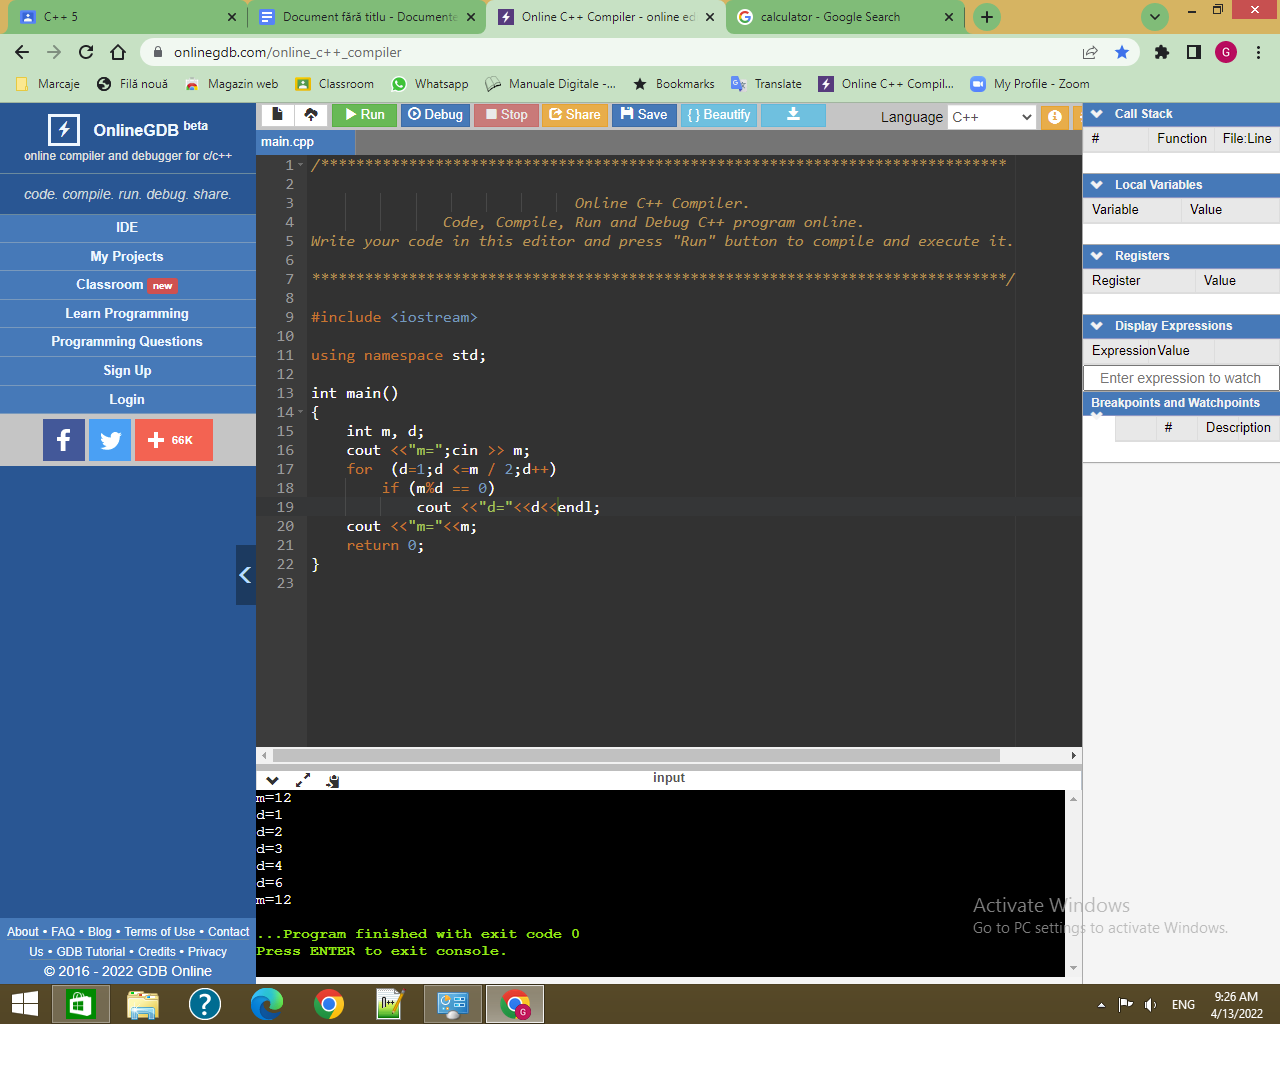 C++ 5
Document fără titlu - Documente
Online C++ Compiler - online ed
calculator - Google Search
onlinegdb.com/online_c++_compiler
G
Marcaje
Filă nouă
Magazin web
Classroom
Whatsapp
Manuale Digitale -...
Bookmarks
Translate
Online C++ Compil...
My Profile - Zoom
OnlineGDB beta
online compiler and debugger for c/c++
code. compile. run. debug. share.
IDE
My Projects
Classroom new
Learn Programming
Programming Questions
Sign Up
Login
f
+ 66K
About • FAQ • Blog • Terms of Use • Contact
Us • GDB Tutorial • Credits • Privacy
© 2016 - 2022 GDB Online
Run
Debug
Stop
Share
Save
{ } Beautify
Language C++
main.cpp
1 /******************************************************************************
2
3 Online C++ Compiler.
4 Code, Compile, Run and Debug C++ program online.
5 Write your code in this editor and press "Run" button to compile and execute it.
6
7 *******************************************************************************/
8
9 #include <iostream>
10
11 using namespace std;
12
13 int main()
14 {
15 int m, d;
16 cout <<"m=";cin >> m;
17 for (d=1;d <=m / 2;d++)
18 if (m%d == 0)
19 cout <<"d="<<d<<endl;
20 cout <<"m="<<m;
21 return 0;
22 }
23
input
m=12
d=1
d=2
d=3
d=4
d=6
m=12
...Program finished with exit code 0
Press ENTER to exit console.
Call Stack
# Function File:Line
Local Variables
Variable Value
Registers
Register Value
Display Expressions
Expression Value
Enter expression to watch
Breakpoints and Watchpoints
# Description
Activate Windows
Go to PC settings to activate Windows.
ENG
9:26 AM
4/13/2022